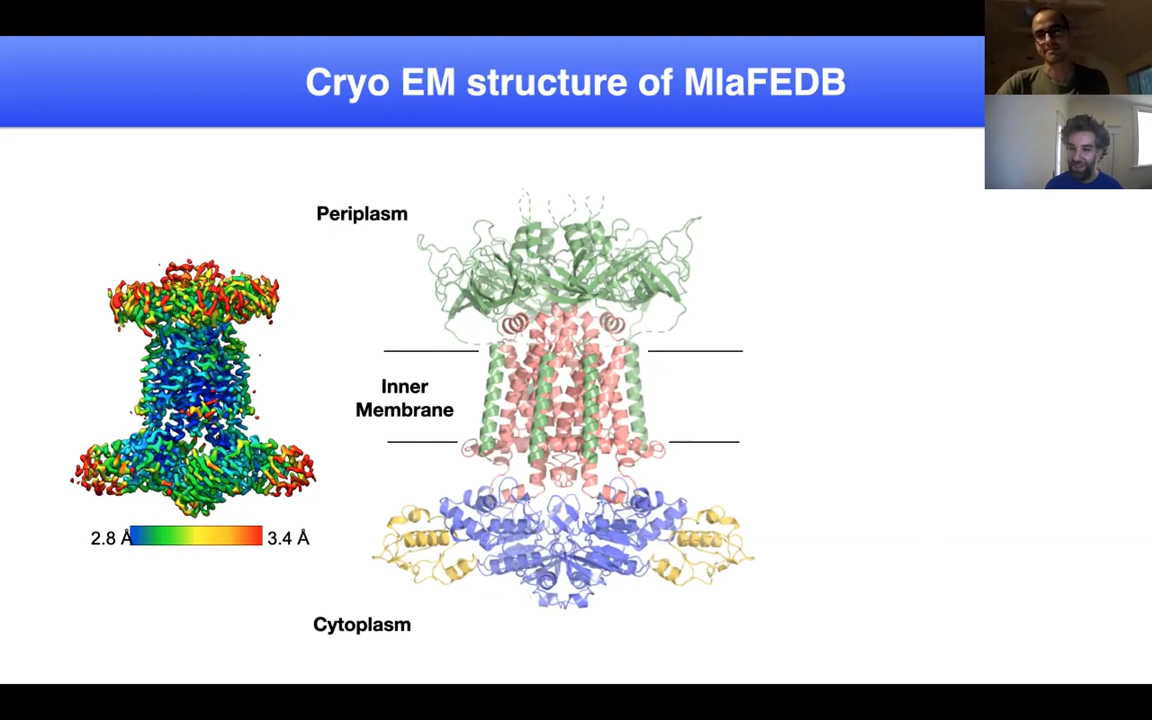 Cryo EM structure of MlaFEDB
Periplasm
Inner
Membrane
2.8 Å
3.4 Å
Cytoplasm